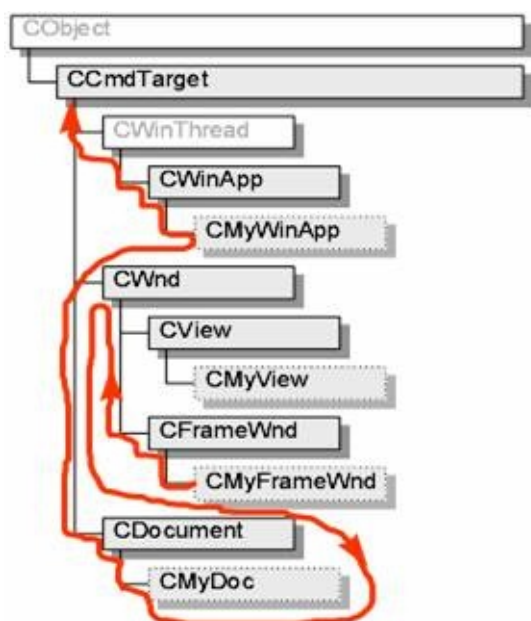 CObject
CCmdTarget
CWinThread
CWinApp
CMyWinApp
CWnd
CView
CMyView
CFrameWnd
CMyFrameWnd
CDocument
CMyDoc